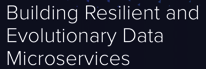 Building Resilient and
Evolutionary Data
Microservices